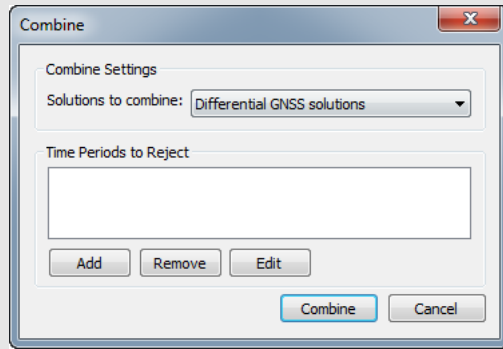 Combine
Combine Settings
Solutions to combine: Differential GNSS solutions
Time Periods to Reject
Add Remove Edit
Combine Cancel